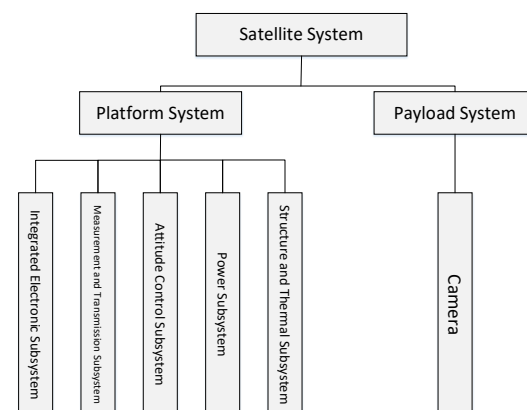 Satellite System
Platform System
Payload System
Integrated Electronic Subsystem
Measurement and Transmission Subsystem
Attitude Control Subsystem
Power Subsystem
Structure and Thermal Subsystem
Camera